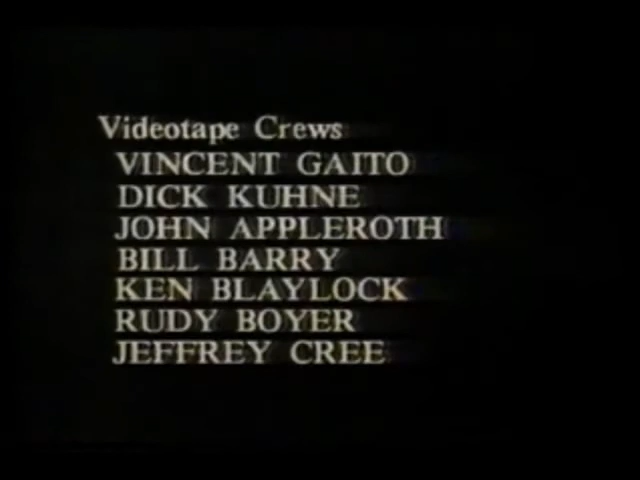 Videotape Crews
VINCENT GAITO
DICK KUHNE
JOHN APPLEROTH
BILL BARRY
KEN BLAYLOCK
RUDY BOYER
JEFFREY CREE